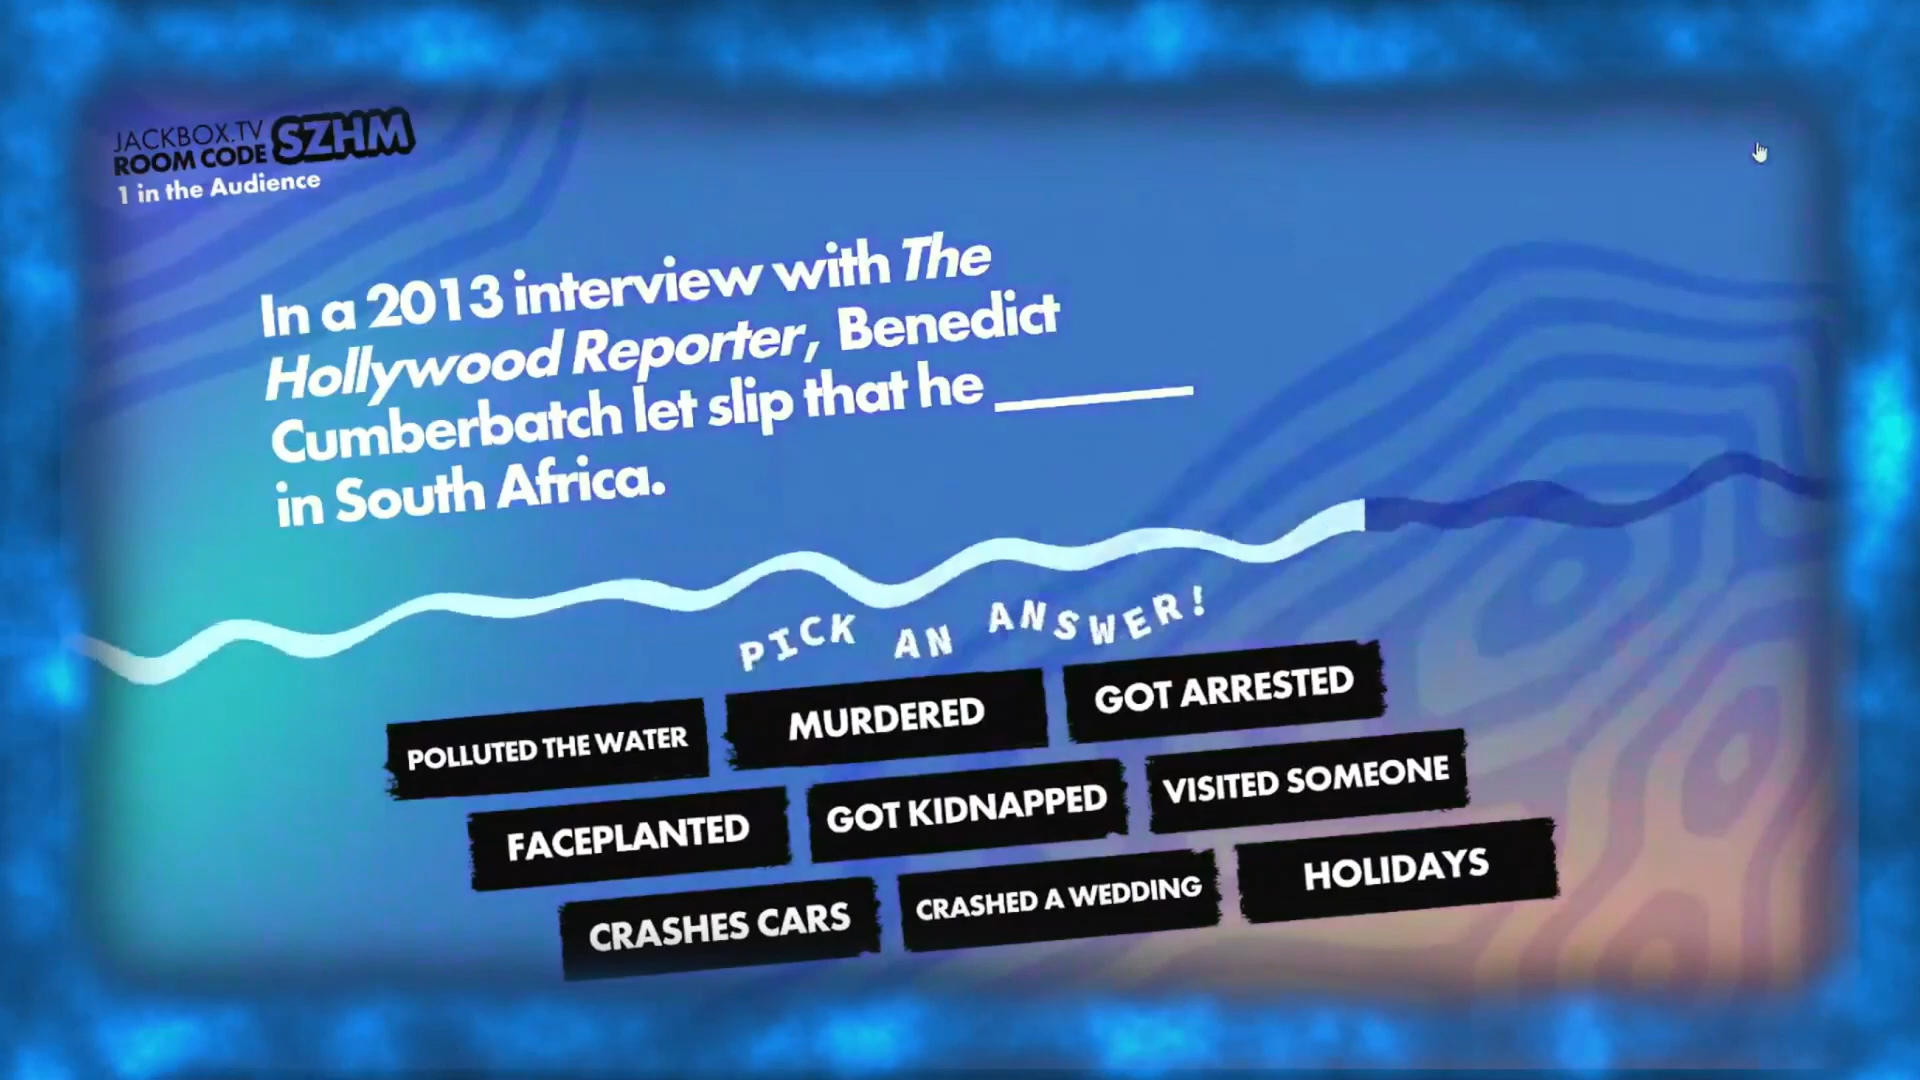 JACKBOX.TV
ROOM CODE SZHM
1 in the Audience
In a 2013 interview with The
Hollywood Reporter, Benedict
Cumberbatch let slip that he ________
in South Africa.
PICK AN ANSWER!
POLLUTED THE WATER
MURDERED
GOT ARRESTED
FACEPLANTED
GOT KIDNAPPED
VISITED SOMEONE
CRASHES CARS
CRASHED A WEDDING
HOLIDAYS